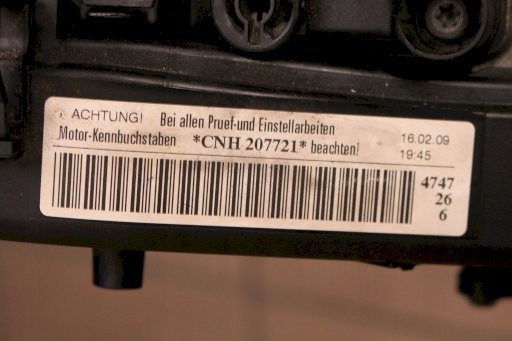 ACHTUNG! Bei allen Pruef-und Einstellarbeiten
Motor-Kennbuchstaben *CNH 207721* beachten!
16.02.09
19:45
4747
26
6